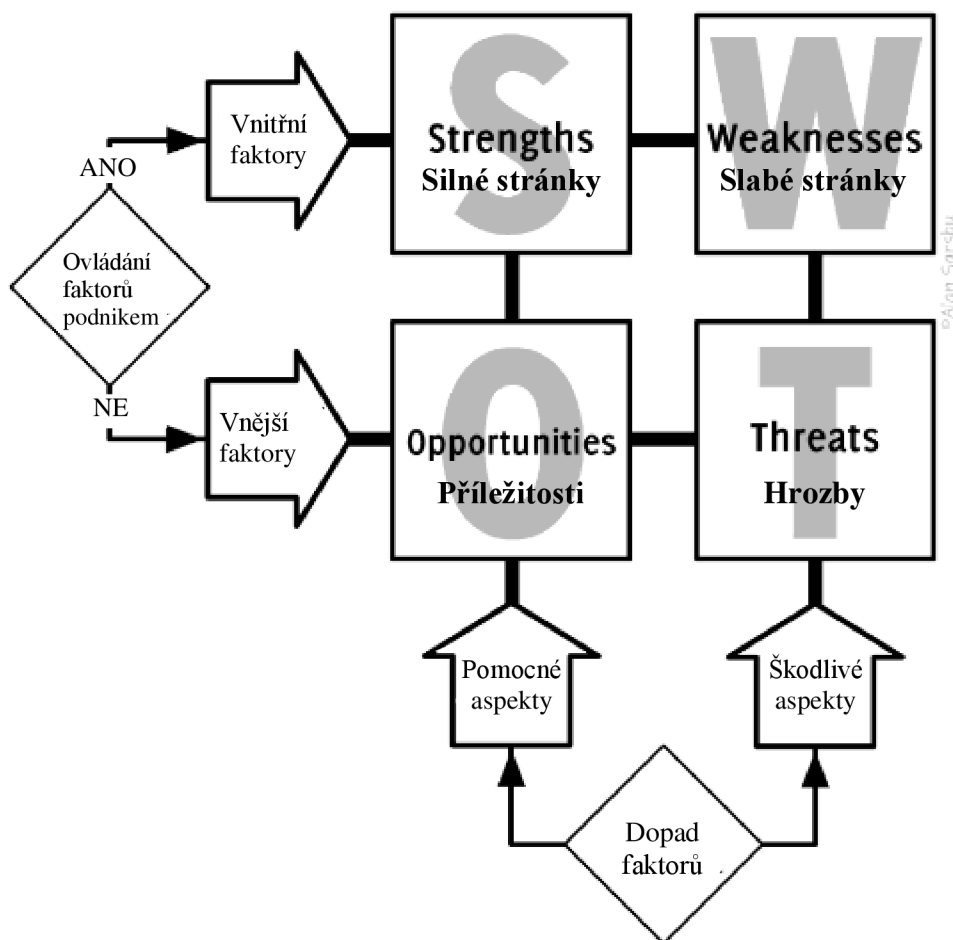 S
W
Vnitřní
faktory
Strengths
Silné stránky
Weaknesses
Slabé stránky
ANO
Ovládání
faktorů
podnikem
NE
O
T
Vnější
faktory
Opportunities
Příležitosti
Threats
Hrozby
Pomocné
aspekty
Škodlivé
aspekty
Dopad
faktorů